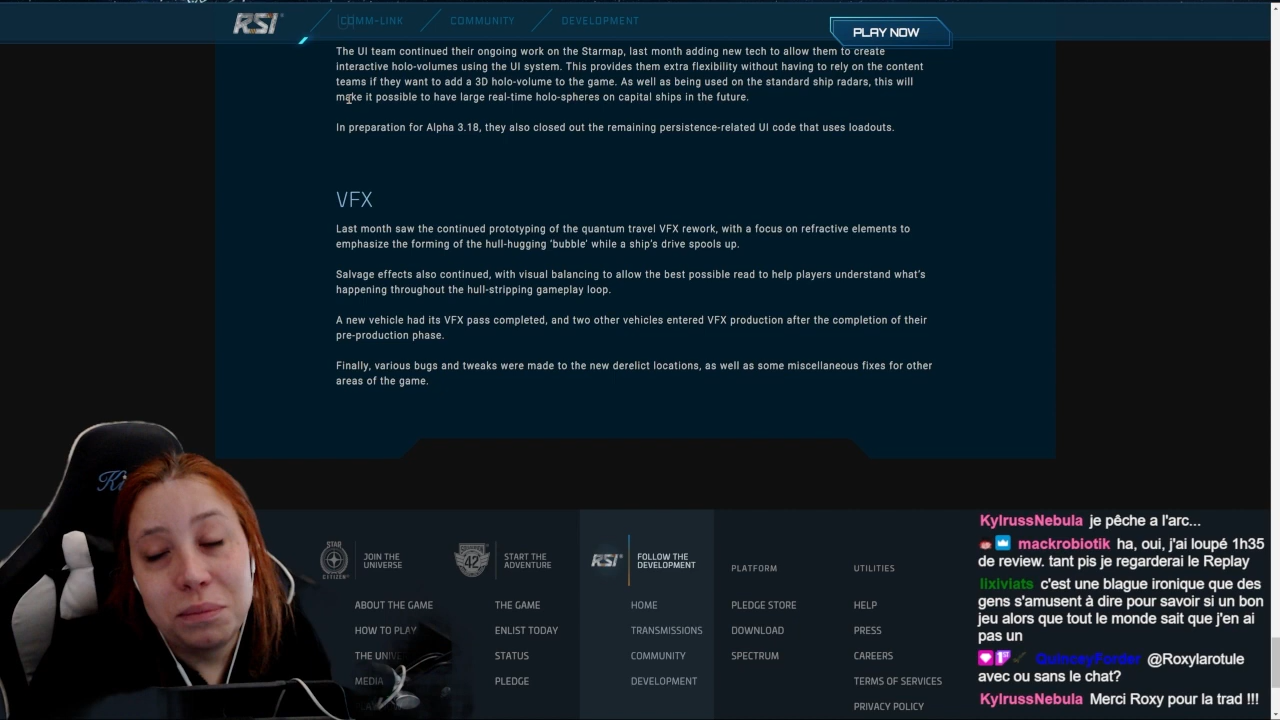 RSI
COMM-LINK
COMMUNITY
DEVELOPMENT
PLAY NOW
The UI team continued their ongoing work on the Starmap, last month adding new tech to allow them to create
interactive holo-volumes using the UI system. This provides them extra flexibility without having to rely on the content
teams if they want to add a 3D holo-volume to the game. As well as being used on the standard ship radars, this will
make it possible to have large real-time holo-spheres on capital ships in the future.
In preparation for Alpha 3.18, they also closed out the remaining persistence-related UI code that uses loadouts.
VFX
Last month saw the continued prototyping of the quantum travel VFX rework, with a focus on refractive elements to
emphasize the forming of the hull-hugging ‘bubble’ while a ship’s drive spools up.
Salvage effects also continued, with visual balancing to allow the best possible read to help players understand what’s
happening throughout the hull-stripping gameplay loop.
A new vehicle had its VFX pass completed, and two other vehicles entered VFX production after the completion of their
pre-production phase.
Finally, various bugs and tweaks were made to the new derelict locations, as well as some miscellaneous fixes for other
areas of the game.
STAR
CITIZEN
JOIN THE
UNIVERSE
42
START THE
ADVENTURE
RSI
FOLLOW THE
DEVELOPMENT
PLATFORM
UTILITIES
ABOUT THE GAME
HOW TO PLAY
THE
MEDIA
THE GAME
ENLIST TODAY
STATUS
PLEDGE
HOME
TRANSMISSIONS
COMMUNITY
DEVELOPMENT
PLEDGE STORE
DOWNLOAD
SPECTRUM
HELP
PRESS
CAREERS
TERMS OF SERVICES
PRIVACY POLICY
KylrussNebula je pêche a l'arc...
mackrobiotik ha, oui, j'ai loupé 1h35
de review. tant pis je regarderai le Replay
lixiviats c'est une blague ironique que des
gens s'amusent à dire pour savoir si un bon
jeu alors que tout le monde sait que j'en ai
pas un
QuinceyForder @Roxylarotule
avec ou sans le chat?
KylrussNebula Merci Roxy pour la trad !!!